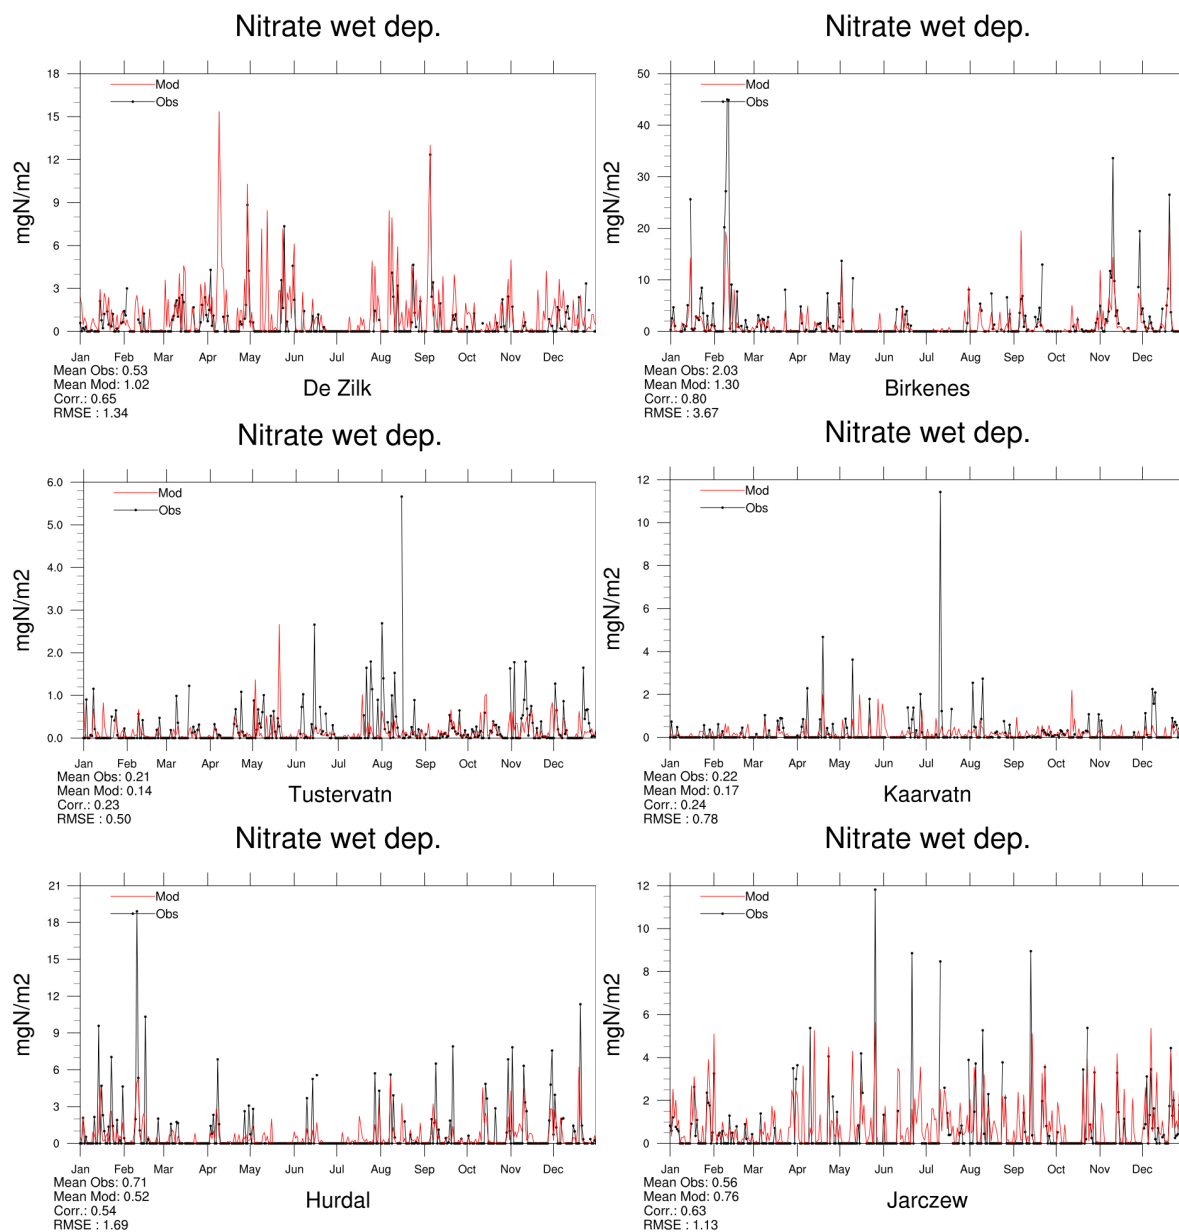 Nitrate wet dep.
18
15
12
9
6
3
0
mgN/m2
Mod
Obs
Jan Feb Mar Apr May Jun Jul Aug Sep Oct Nov Dec
Mean Obs: 0.53
Mean Mod: 1.02
Corr.: 0.65
RMSE : 1.34
De Zilk
Nitrate wet dep.
50
40
30
20
10
0
mgN/m2
Mod
Obs
Jan Feb Mar Apr May Jun Jul Aug Sep Oct Nov Dec
Mean Obs: 2.03
Mean Mod: 1.30
Corr.: 0.80
RMSE : 3.67
Birkenes
Nitrate wet dep.
6.0
5.0
4.0
3.0
2.0
1.0
0.0
mgN/m2
Mod
Obs
Jan Feb Mar Apr May Jun Jul Aug Sep Oct Nov Dec
Mean Obs: 0.21
Mean Mod: 0.14
Corr.: 0.23
RMSE : 0.50
Tustervatn
Nitrate wet dep.
12
10
8
6
4
2
0
mgN/m2
Mod
Obs
Jan Feb Mar Apr May Jun Jul Aug Sep Oct Nov Dec
Mean Obs: 0.22
Mean Mod: 0.17
Corr.: 0.24
RMSE : 0.78
Kaarvatn
Nitrate wet dep.
21
18
15
12
9
6
3
0
mgN/m2
Mod
Obs
Jan Feb Mar Apr May Jun Jul Aug Sep Oct Nov Dec
Mean Obs: 0.71
Mean Mod: 0.52
Corr.: 0.54
RMSE : 1.69
Hurdal
Nitrate wet dep.
12
10
8
6
4
2
0
mgN/m2
Mod
Obs
Jan Feb Mar Apr May Jun Jul Aug Sep Oct Nov Dec
Mean Obs: 0.56
Mean Mod: 0.76
Corr.: 0.63
RMSE : 1.13
Jarczew